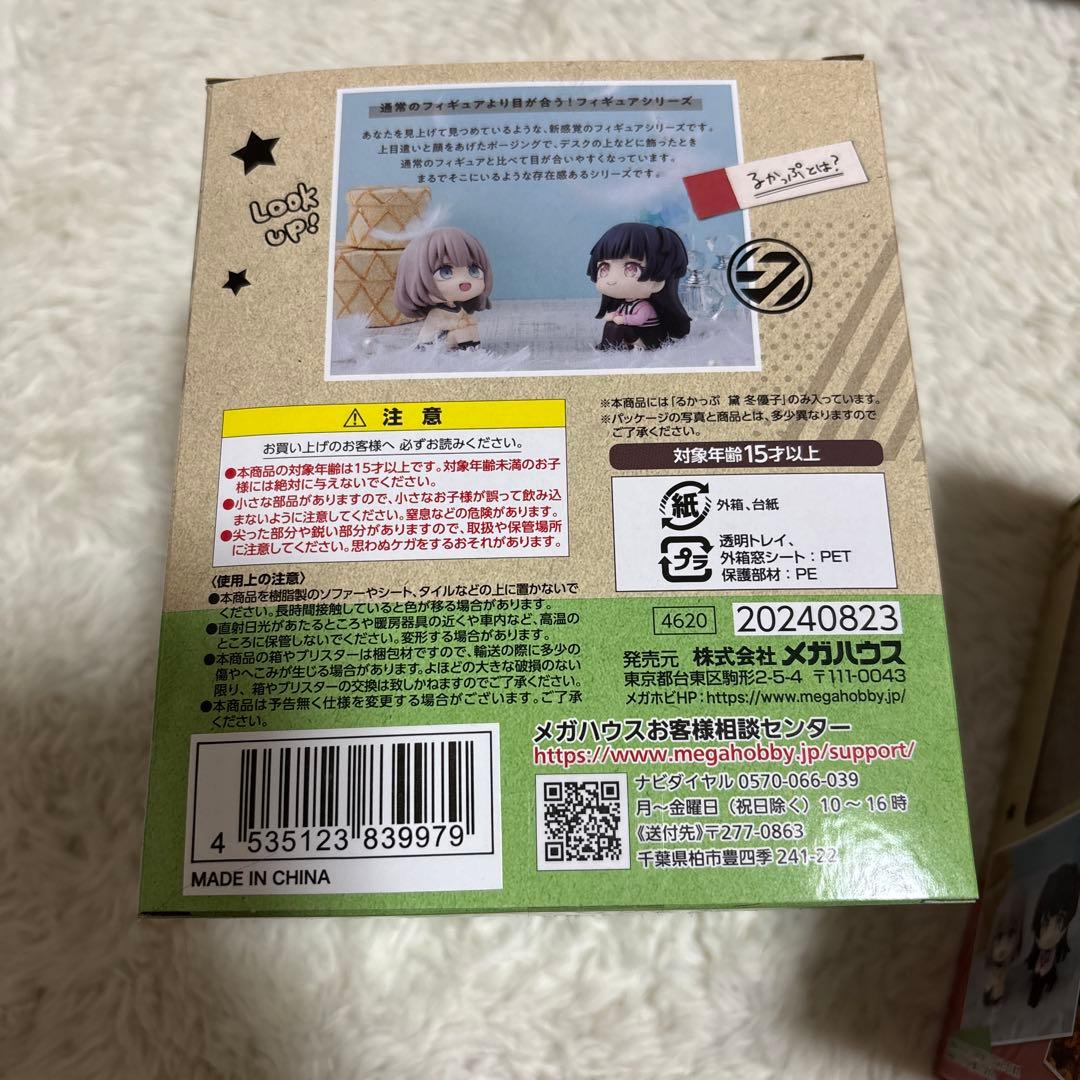 通常のフィギュアより目が合う！フィギュアシリーズ
あなたを見上げて見つめているような、新感覚のフィギュアシリーズです。
上目遣いと顔をあげたポージングで、デスクの上などに飾ったとき
通常のフィギュアと比べて目が合いやすくなっています。
まるでそこにいるような存在感あるシリーズです。
るかっぷとは?
Look
UP!
※本商品には「るかっぷ 黛 冬優子」のみ入っています。
※パッケージの写真と商品とは、多少異なりますので
ご了承ください。
対象年齢15才以上
紙 外箱、台紙
プラ 透明トレイ、
外箱窓シート：PET
保護部材：PE
注意
お買い上げのお客様へ 必ずお読みください。
●本商品の対象年齢は15才以上です。対象年齢未満のお子
様には絶対に与えないでください。
●小さな部品がありますので、小さなお子様が誤って飲み込
まないように注意してください。窒息などの危険があります。
●尖った部分や鋭い部分がありますので、取扱や保管場所
に注意してください。思わぬケガをするおそれがあります。
〈使用上の注意〉
●本商品を樹脂製のソファーやシート、タイルなどの上に置かないで
ください。長時間接触していると色が移る場合があります。
●直射日光があたるところや暖房器具の近くや車内など、高温の
ところに保管しないでください。変形する場合があります。
●本商品の箱やブリスターは梱包材ですので、輸送の際に多少の
傷やへこみが生じる場合があります。よほどの大きな破損のない
限り、箱やブリスターの交換は致しかねますのでご了承ください。
●本商品は予告無く仕様を変更する場合がございます。ご了承
ください。
4620 20240823
発売元 株式会社 メガハウス
東京都台東区駒形2-5-4 〒111-0043
メガホビHP：https://www.megahobby.jp/
メガハウスお客様相談センター
https://www.megahobby.jp/support/
ナビダイヤル 0570-066-039
月～金曜日（祝日除く）10～16時
《送付先》〒277-0863
千葉県柏市豊四季 241-22
4 535123 839979
MADE IN CHINA